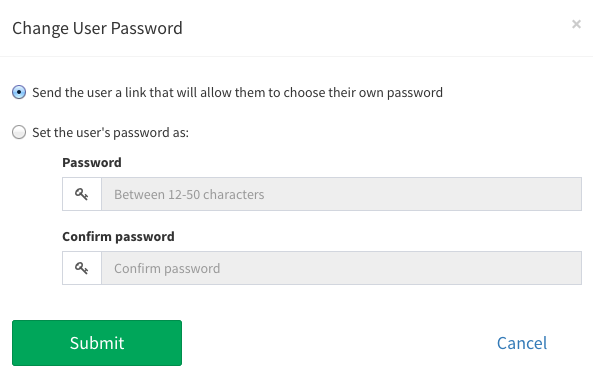 Change User Password
×
Send the user a link that will allow them to choose their own password
Set the user's password as:
Password
Between 12-50 characters
Confirm password
Confirm password
Submit
Cancel